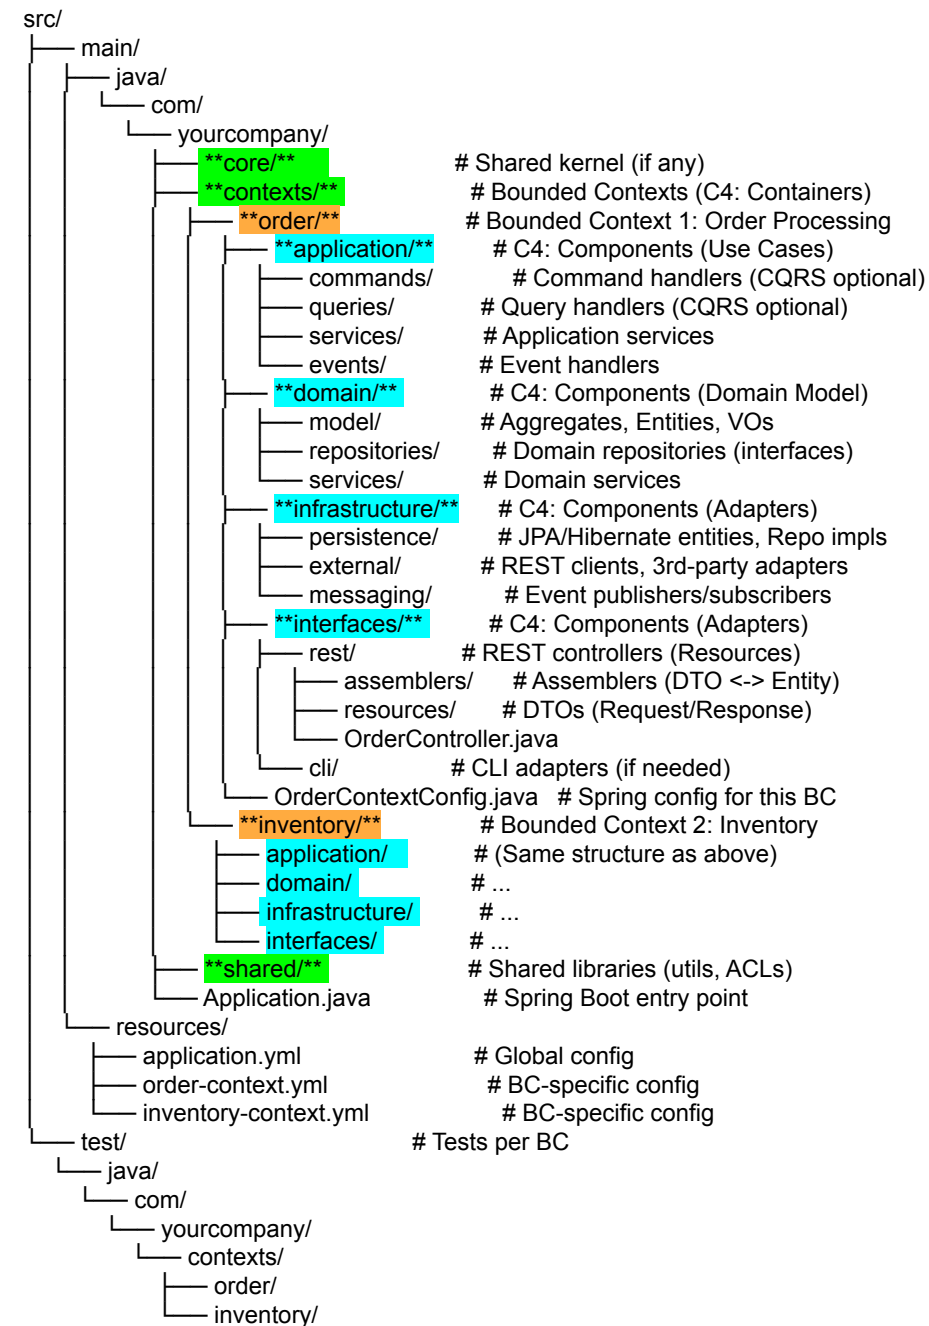 src/
├── main/
│   ├── java/
│   │   └── com/
│   │       └── yourcompany/
│   │           ├── **core/**                # Shared kernel (if any)
│   │           ├── **contexts/**            # Bounded Contexts (C4: Containers)
│   │           │   ├── **order/**           # Bounded Context 1: Order Processing
│   │           │   │   ├── **application/** # C4: Components (Use Cases)
│   │           │   │   │   ├── commands/    # Command handlers (CQRS optional)
│   │           │   │   │   ├── queries/     # Query handlers (CQRS optional)
│   │           │   │   │   ├── services/    # Application services
│   │           │   │   │   └── events/      # Event handlers
│   │           │   │   ├── **domain/**      # C4: Components (Domain Model)
│   │           │   │   │   ├── model/       # Aggregates, Entities, VOs
│   │           │   │   │   ├── repositories/ # Domain repositories (interfaces)
│   │           │   │   │   └── services/    # Domain services
│   │           │   │   ├── **infrastructure/** # C4: Components (Adapters)
│   │           │   │   │   ├── persistence/ # JPA/Hibernate entities, Repo impls
│   │           │   │   │   ├── external/    # REST clients, 3rd-party adapters
│   │           │   │   │   └── messaging/   # Event publishers/subscribers
│   │           │   │   ├── **interfaces/**  # C4: Components (Adapters)
│   │           │   │   │   ├── rest/        # REST controllers (Resources)
│   │           │   │   │   │   ├── assemblers/ # Assemblers (DTO <-> Entity)
│   │           │   │   │   │   ├── resources/ # DTOs (Request/Response)
│   │           │   │   │   │   └── OrderController.java
│   │           │   │   │   └── cli/         # CLI adapters (if needed)
│   │           │   │   └── OrderContextConfig.java # Spring config for this BC
│   │           │   └── **inventory/**       # Bounded Context 2: Inventory
│   │           │       ├── application/     # (Same structure as above)
│   │           │       ├── domain/          # ...
│   │           │       ├── infrastructure/  # ...
│   │           │       └── interfaces/      # ...
│   │           ├── **shared/**              # Shared libraries (utils, ACLs)
│   │           └── Application.java         # Spring Boot entry point
│   └── resources/
│       ├── application.yml                  # Global config
│       ├── order-context.yml                # BC-specific config
│       └── inventory-context.yml            # BC-specific config
└── test/                                    # Tests per BC
    └── java/
        └── com/
            └── yourcompany/
                └── contexts/
                    ├── order/
                    └── inventory/